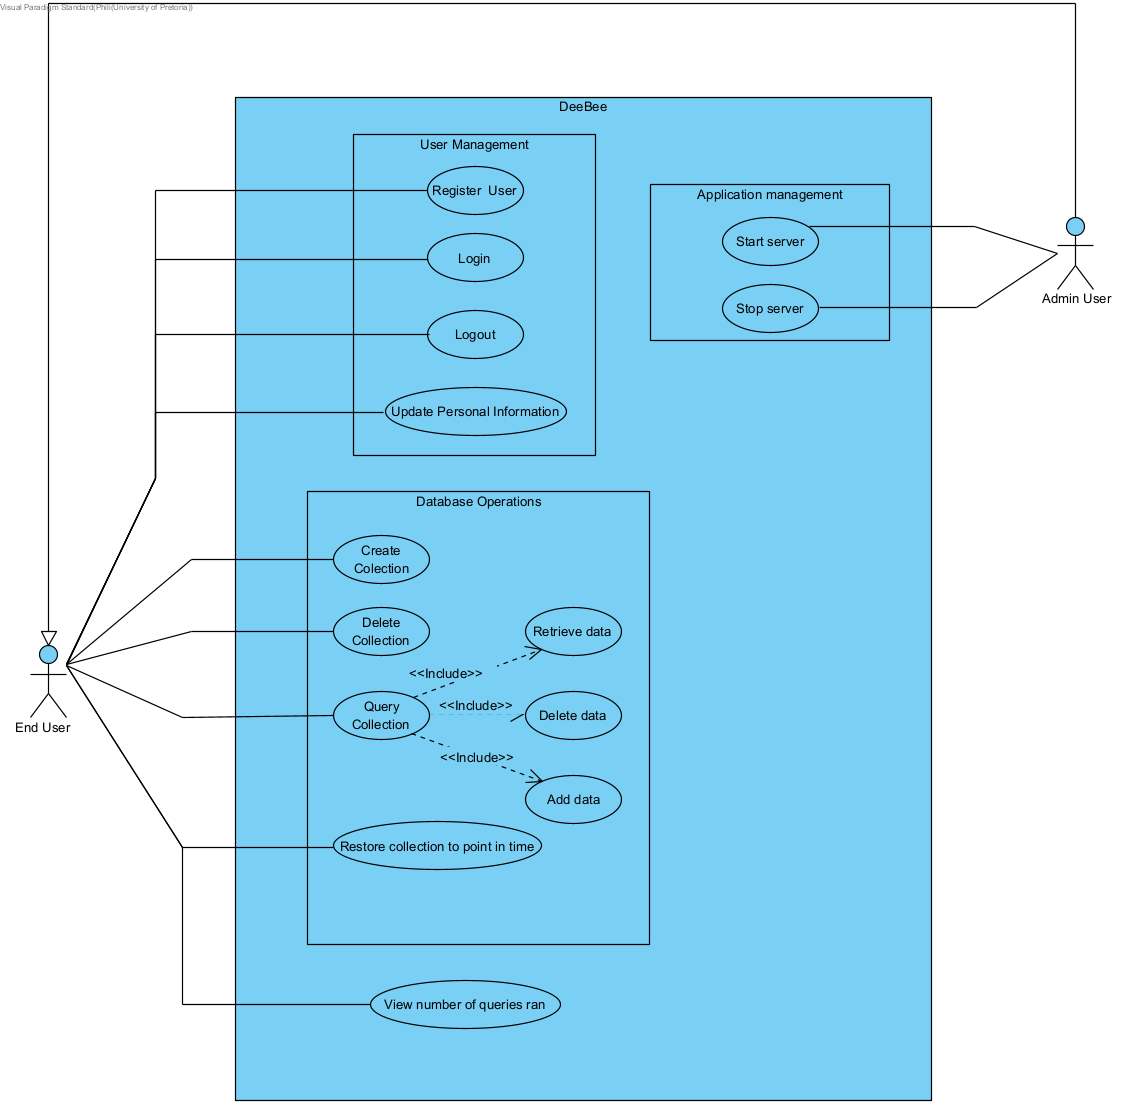 Visual Paradigm Standard(Phili(University of Pretoria))
DeeBee
User Management
Register  User
Login
Logout
Update Personal Information
Application management
Start server
Stop server
Admin User
Database Operations
Create
Colection
Delete
Collection
Query
Collection
<<Include>>
<<Include>>
<<Include>>
Retrieve data
Delete data
Add data
Restore collection to point in time
End User
View number of queries ran